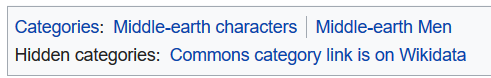 Categories: Middle-earth characters | Middle-earth Men
Hidden categories: Commons category link is on Wikidata